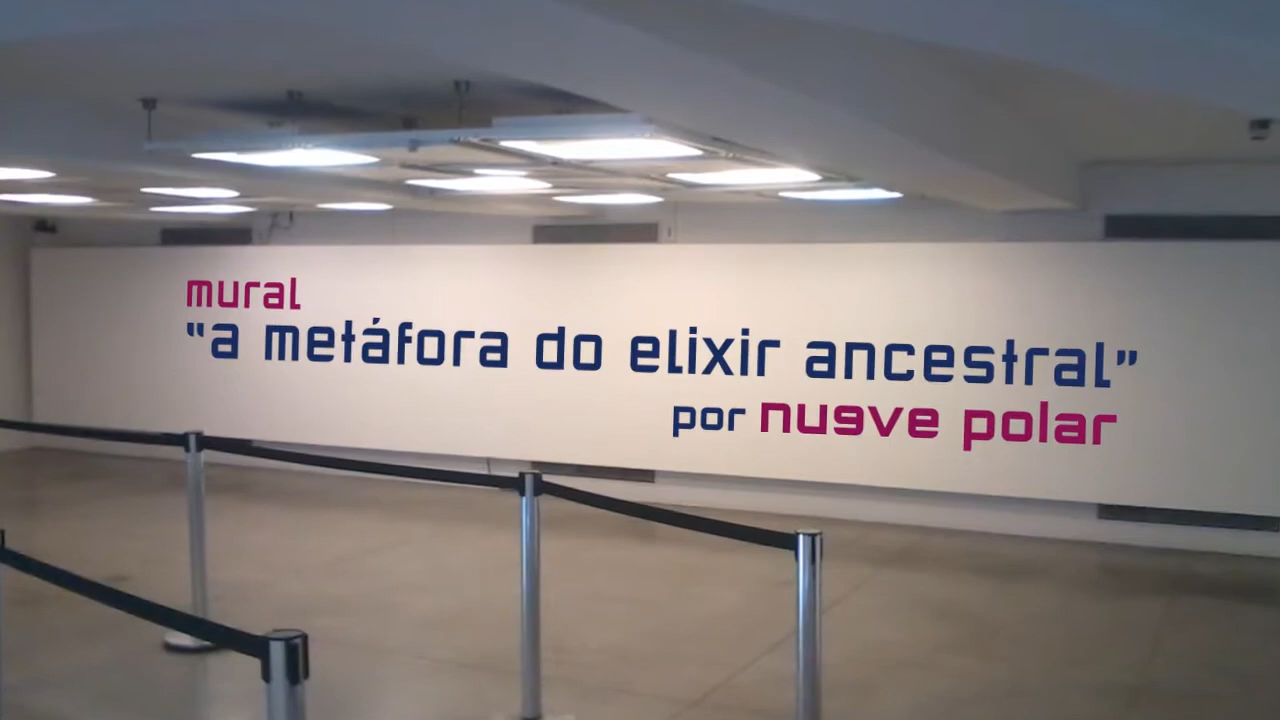 mural
“a metáfora do elixir ancestral”
por nu9ve polar